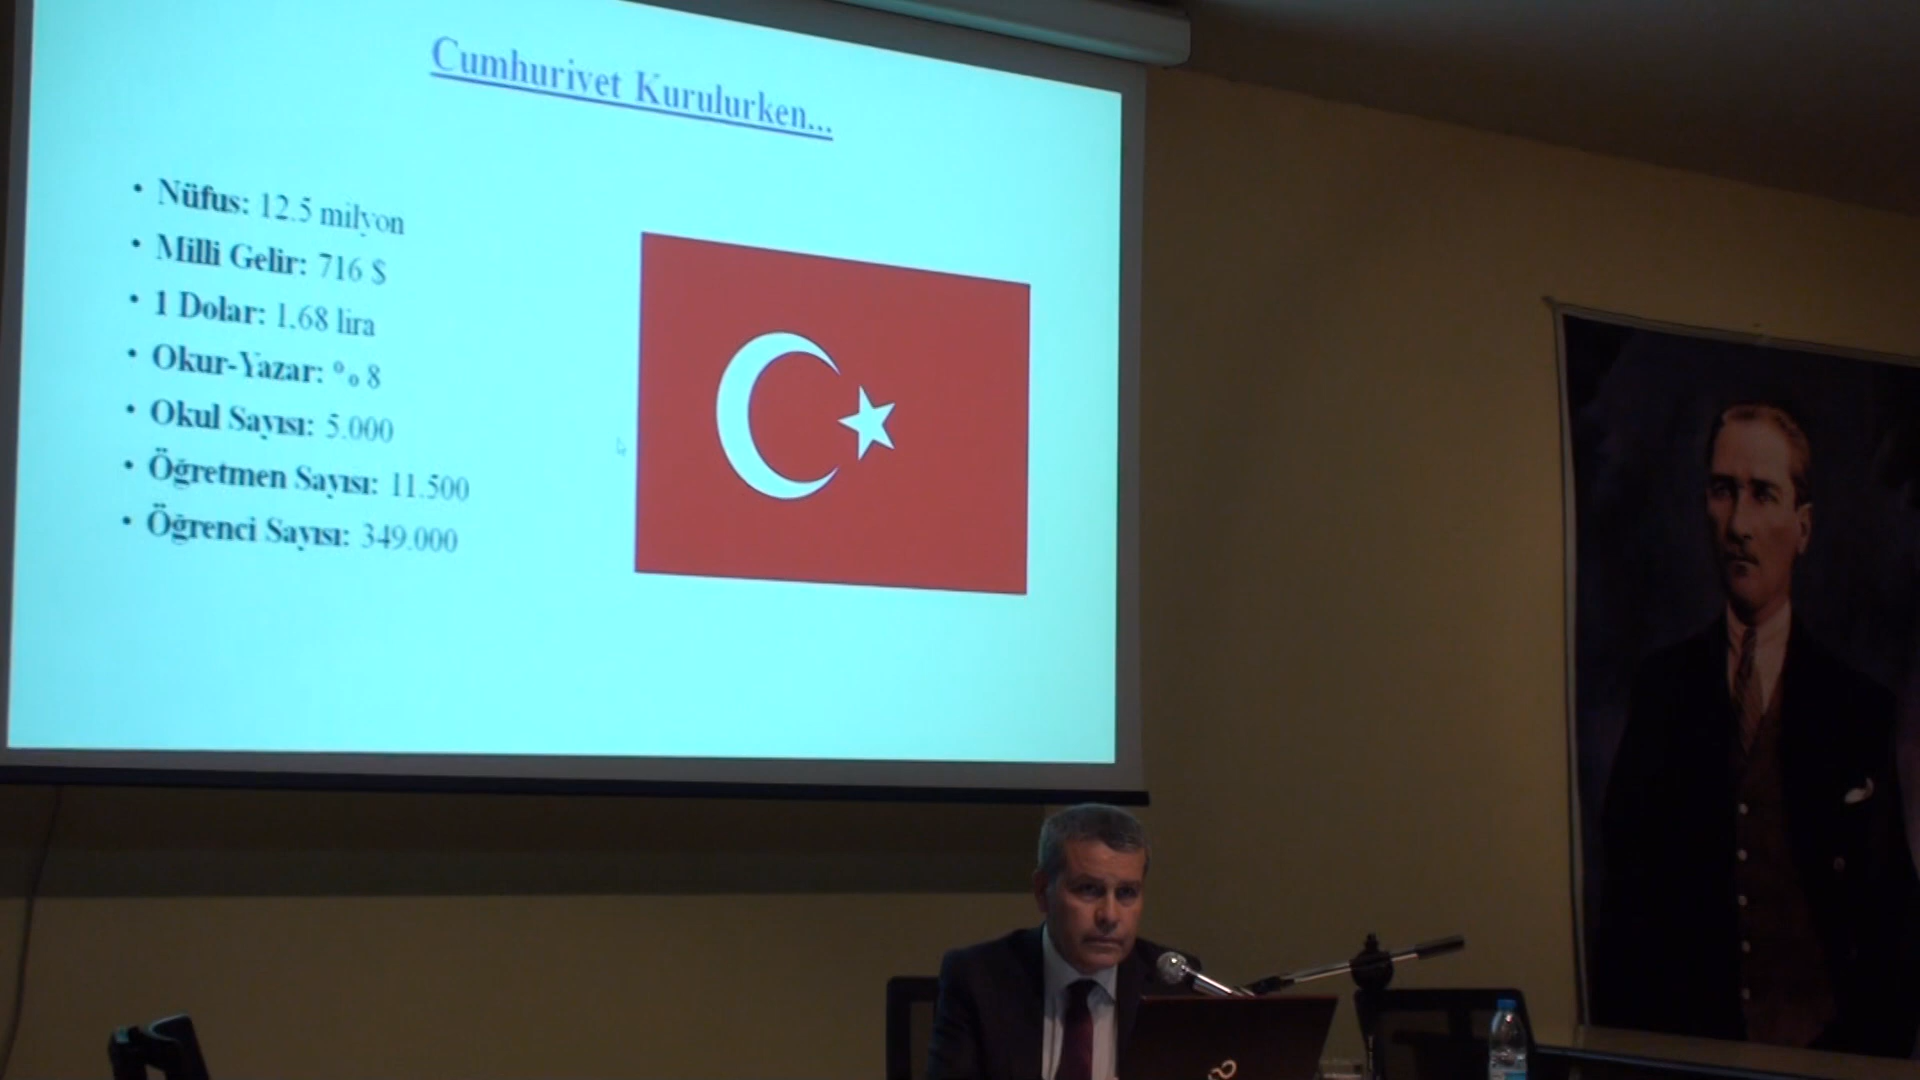 Cumhuriyet Kurulurken...
• Nüfus: 12.5 milyon
• Milli Gelir: 716 $
• 1 Dolar: 1.68 lira
• Okur-Yazar: % 8
• Okul Sayısı: 5.000
• Öğretmen Sayısı: 11.500
• Öğrenci Sayısı: 349.000